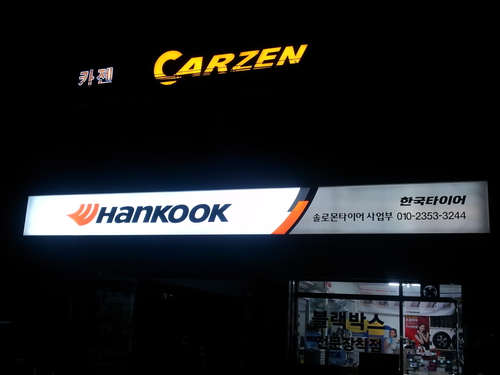 카젠 CARZEN
HANKOOK
한국타이어
솔로몬타이어 사업부 010-2353-3244
블랙박스
전문장착점